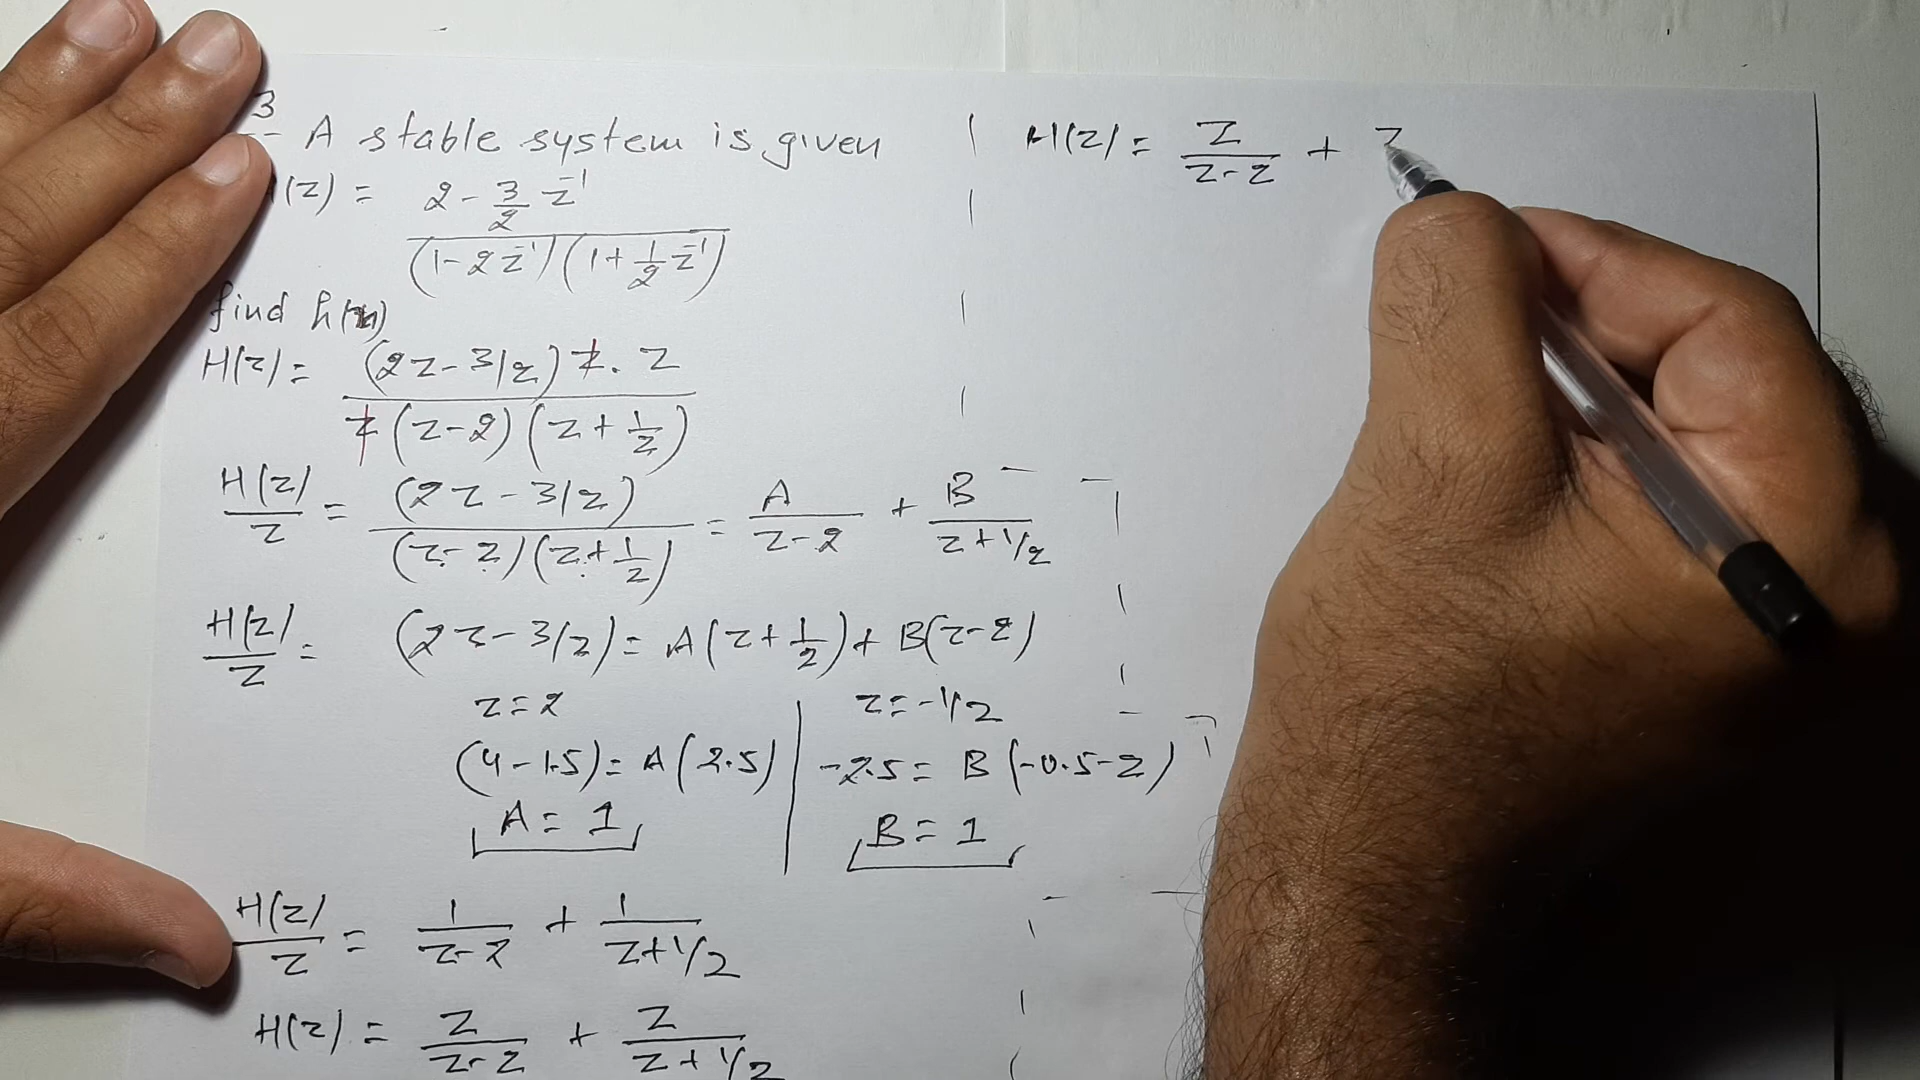 3 A stable system is given
(z) = 2 - 3/2 z⁻¹ / (1 - 2z⁻¹)(1 + 1/2 z⁻¹)
find h(n)
H(z) = (2z - 3/2) z . z / z (z - 2) (z + 1/2)
H(z)/z = (2z - 3/2) / (z - 2)(z + 1/2) = A / z - 2 + B / z + 1/2
H(z)/z = (2z - 3/2) = A(z + 1/2) + B(z - 2)
z = 2
(4 - 1.5) = A(2.5)
A = 1
z = -1/2
-2.5 = B(-0.5 - 2)
B = 1
H(z)/z = 1 / z - 2 + 1 / z + 1/2
H(z) = z / z - 2 + z / z + 1/2
H(z) = z / z - 2 + z